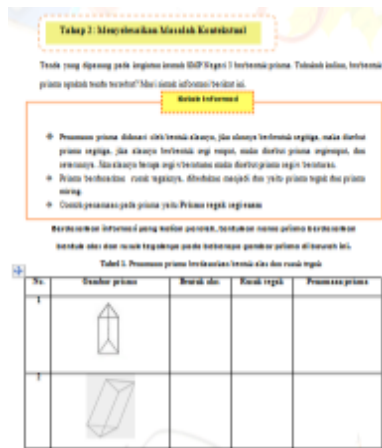 Tahap 2: Menyelesaikan Masalah Kontekstual
Tenda yang dipasang pada kegiatan kemah SMP Negeri 3 berbentuk prisma. Tahukah kalian, berbentuk
prisma apakah tenda tersebut? Mari simak informasi berikut ini.
Kotak Informasi
Penamaan prisma didasari oleh bentuk alasnya, jika alasnya berbentuk segitiga, maka disebut
prisma segitiga, jika alasnya berbentuk segi empat, maka disebut prisma segiempat, dan
seterusnya. Jika alasnya berupa segi n beraturan maka disebut prisma segi n beraturan.
Prisma berdasarkan rusuk tegaknya, dibedakan menjadi dua yaitu prisma tegak dan prisma
miring.
Contoh penamaan pada prisma yaitu Prisma tegak segi enam
Berdasarkan informasi yang kalian peroleh, tentukan nama prisma berdasarkan
bentuk alas dan rusuk tegaknya pada beberapa gambar prisma di bawah ini.
Tabel 1. Penamaan prisma berdasarkan bentuk alas dan rusuk tegak
No. Gambar prisma Bentuk alas Rusuk tegak Penamaan prisma
1